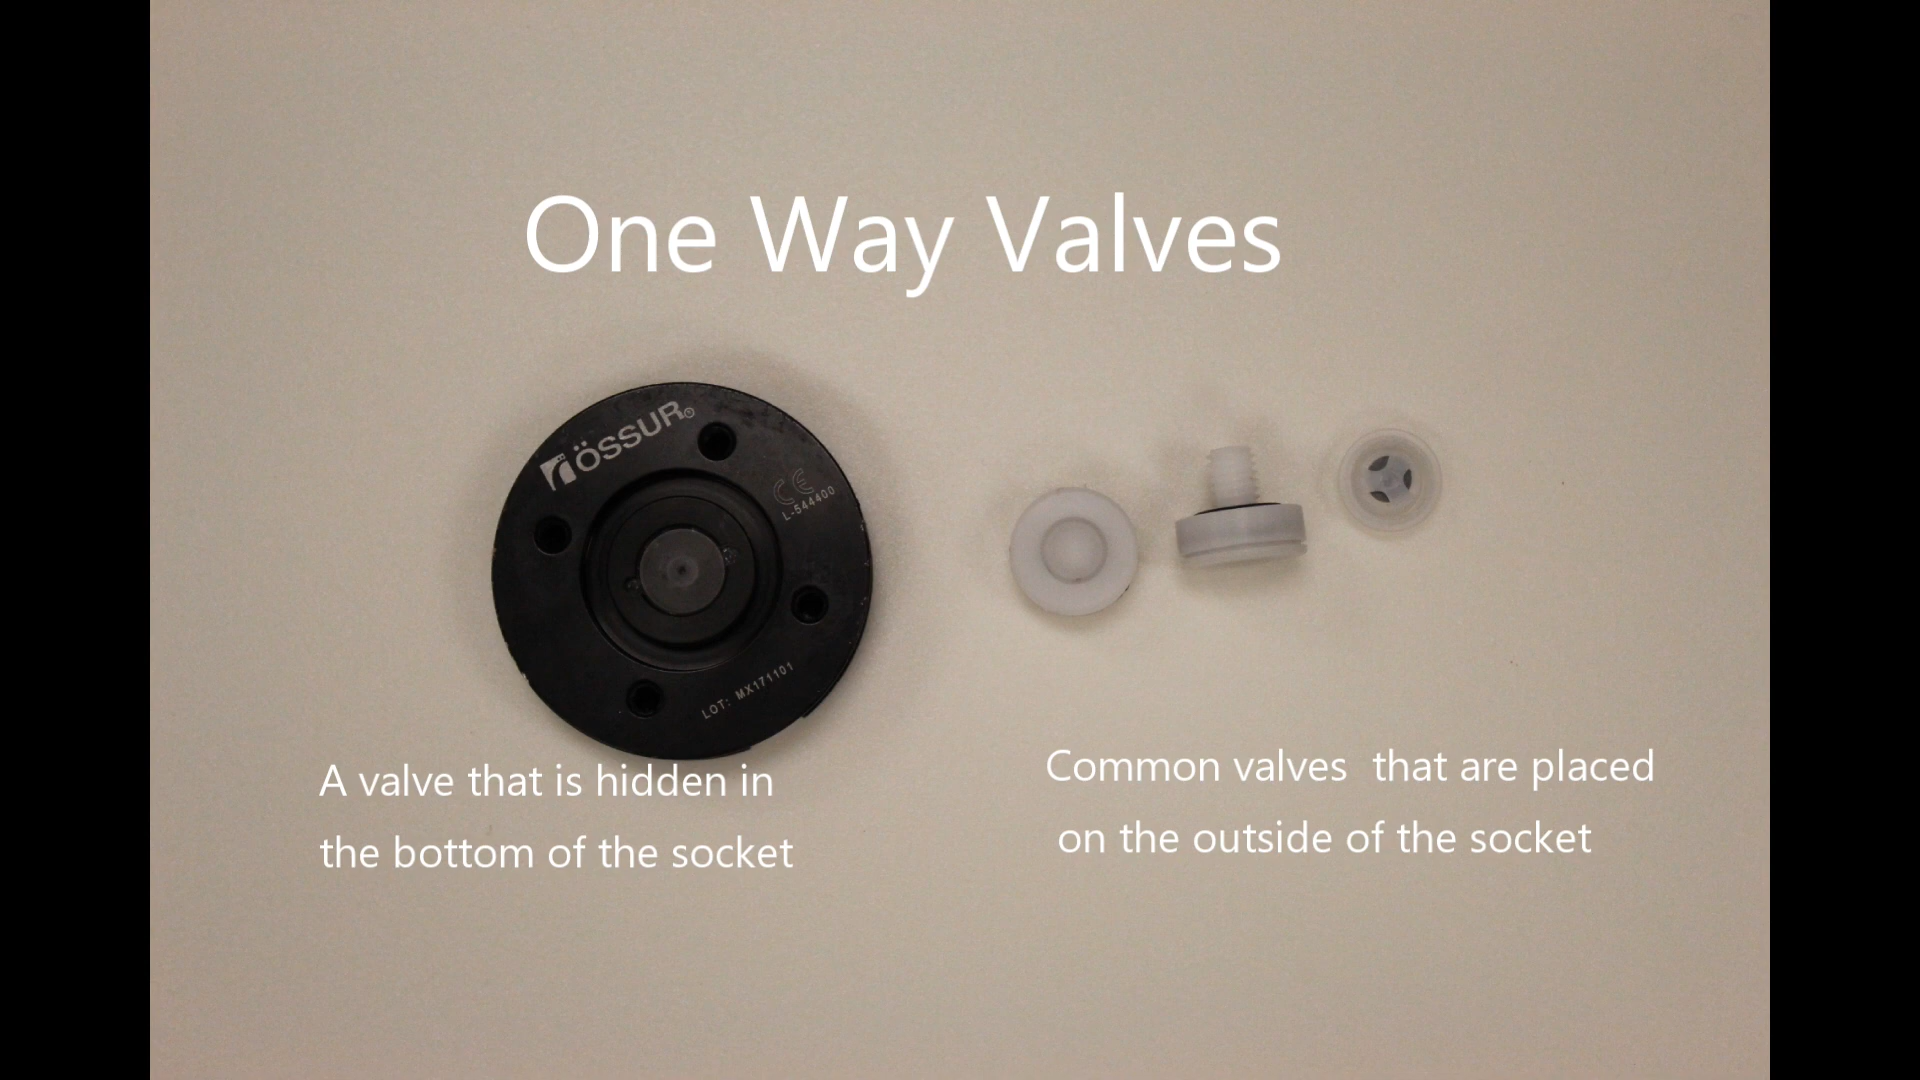 One Way Valves
ÖSSUR®
CE
L-544400
LOT: MX171101
A valve that is hidden in
the bottom of the socket
Common valves that are placed
on the outside of the socket